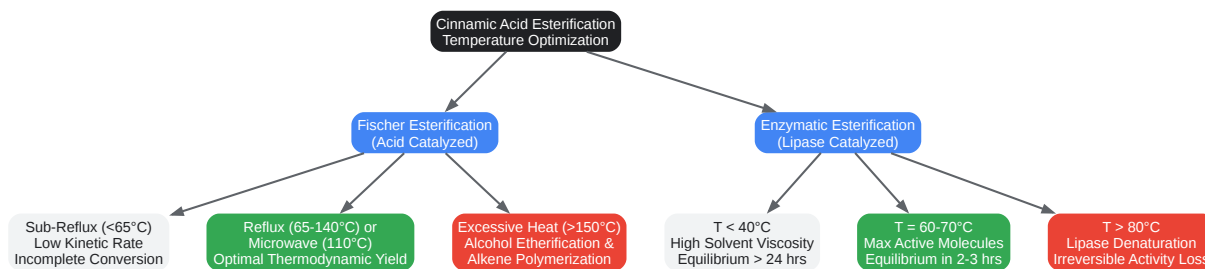 Cinnamic Acid Esterification
Temperature Optimization
Fischer Esterification
(Acid Catalyzed)
Enzymatic Esterification
(Lipase Catalyzed)
Sub-Reflux (<65°C)
Low Kinetic Rate
Incomplete Conversion
Reflux (65-140°C) or
Microwave (110°C)
Optimal Thermodynamic Yield
Excessive Heat (>150°C)
Alcohol Etherification &
Alkene Polymerization
T < 40°C
High Solvent Viscosity
Equilibrium > 24 hrs
T = 60-70°C
Max Active Molecules
Equilibrium in 2-3 hrs
T > 80°C
Lipase Denaturation
Irreversible Activity Loss